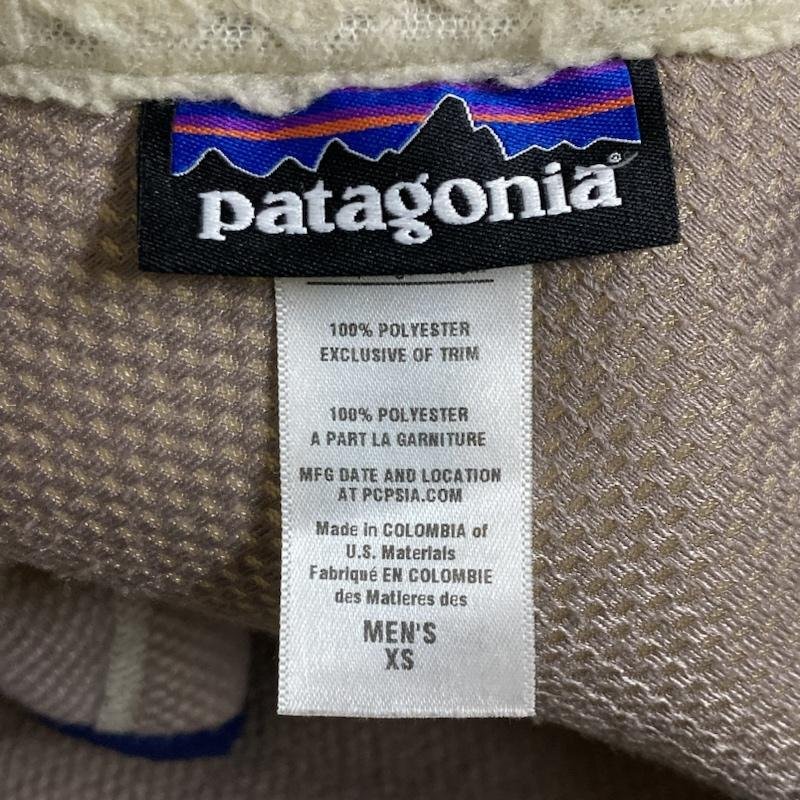 patagonia®
100% POLYESTER
EXCLUSIVE OF TRIM
100% POLYESTER
A PART LA GARNITURE
MFG DATE AND LOCATION
AT PCPSIA.COM
Made in COLOMBIA of
U.S. Materials
Fabriqué EN COLOMBIE
des Matieres des
MEN'S
XS